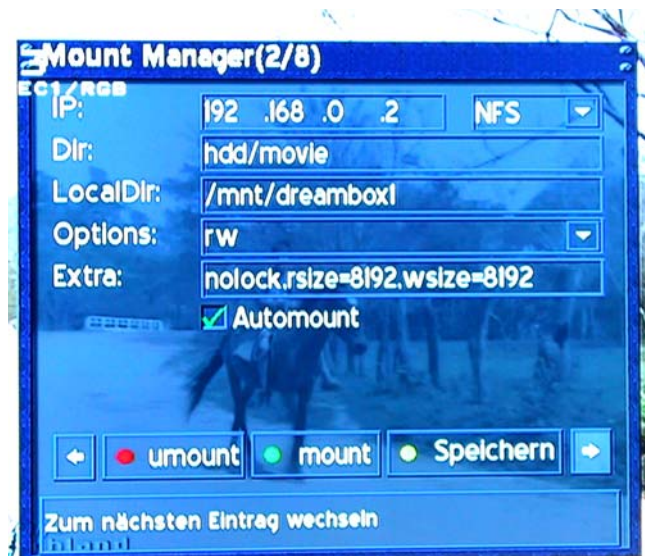 Mount Manager(2/8)
EC1/RGB
IP: 192 .168 .0 .2 NFS
Dir: hdd/movie
LocalDir: /mnt/dreambox1
Options: rw
Extra: nolock,rsize=8192,wsize=8192
Automount
umount mount Speichern
Zum nächsten Eintrag wechseln